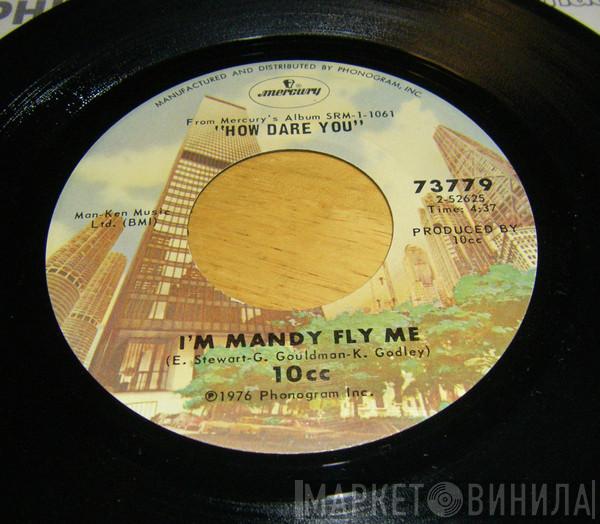 MANUFACTURED AND DISTRIBUTED BY PHONOGRAM, INC
mercury
From Mercury's Album SRM-1-1061
"HOW DARE YOU"
73779
2-52625
Time: 4:37
Man-Ken Music
Ltd. (BMI)
PRODUCED BY
10cc
I'M MANDY FLY ME
(E. Stewart-G. Gouldman-K. Godley)
10cc
℗1976 Phonogram Inc.
МАРКЕТ ВИНИЛА